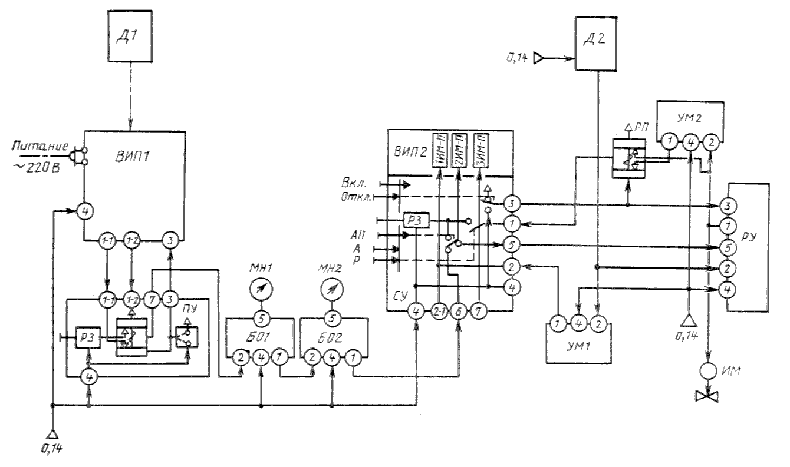 Д1
Питание
~220 В
ВИП1
4
1-1
1-2
3
1-1
1-2
7
3
ПУ
РЗ
4
0,14
МН1
МН2
5
5
БО1
БО2
2
4
1
2
4
1
ВИП2
1ИМ-П
2ИМ-П
3ИМ-П
Вкл.
Откл.
РЗ
АП
А
Р
СУ
3
1
5
2
4
4
2-1
6
7
0,14
Д2
РП
УМ2
1
4
2
3
7
5
2
4
РУ
1
4
2
УМ1
0,14
ИМ